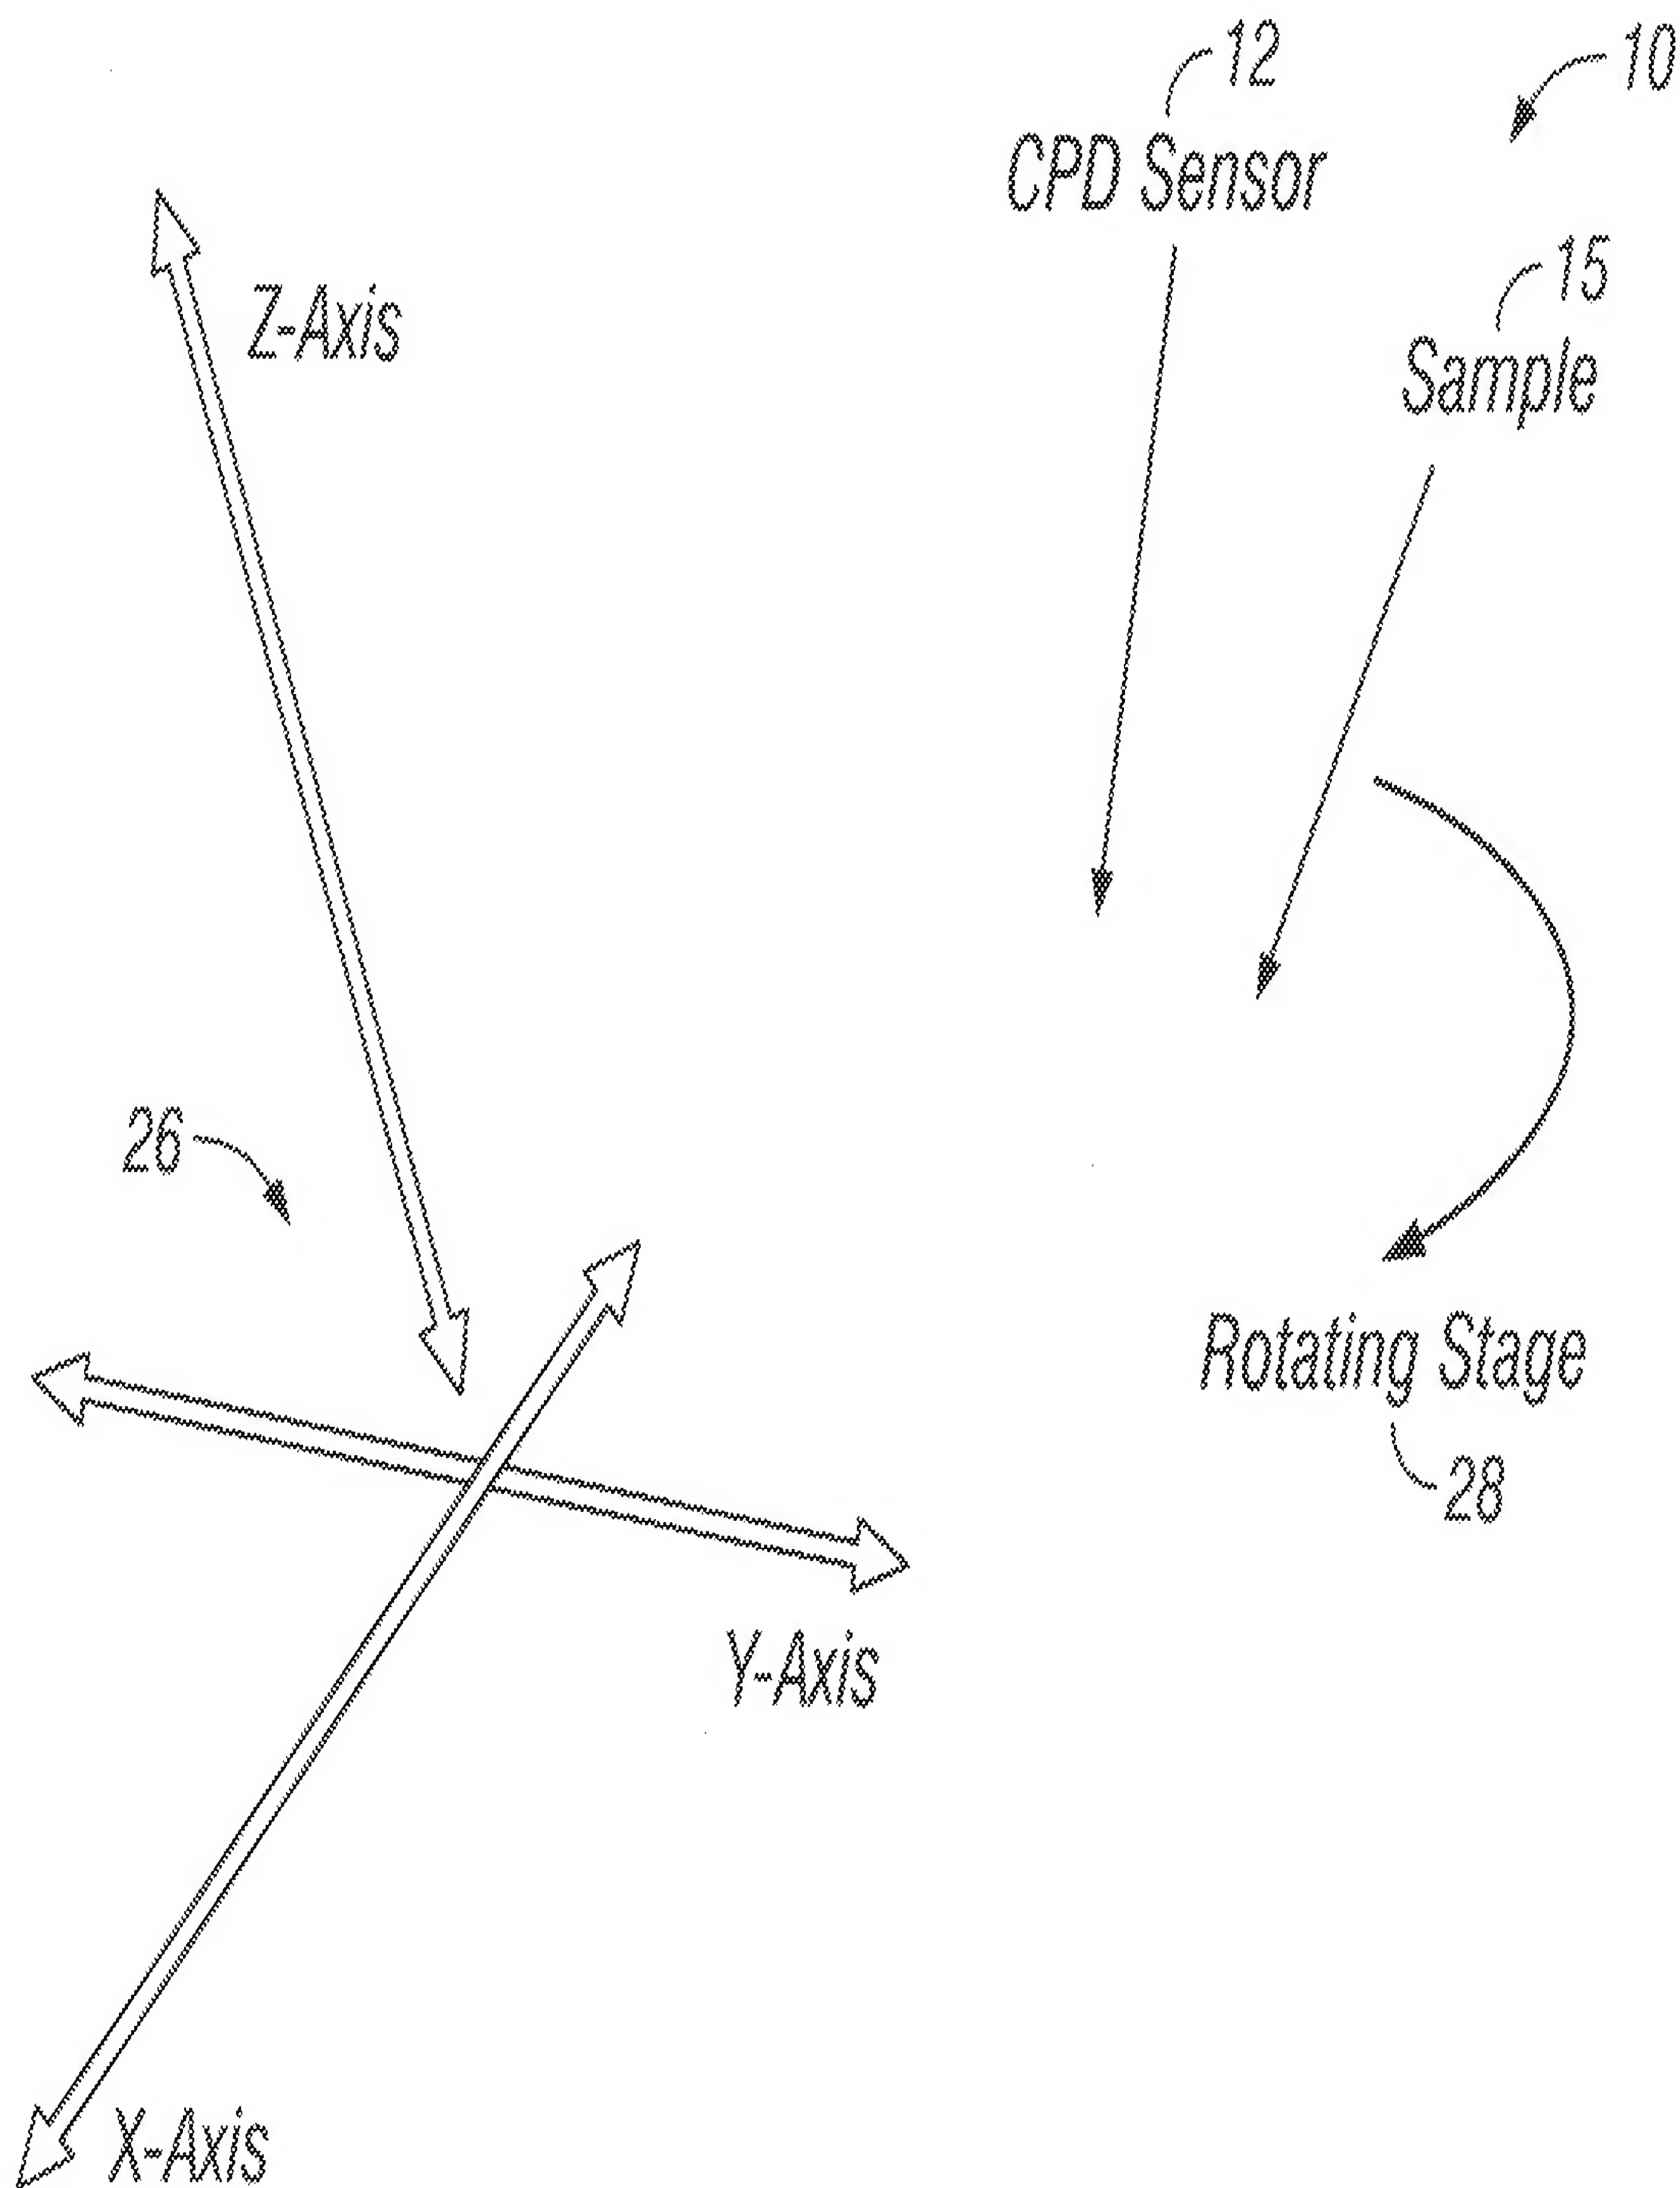 12
10
CPD Sensor
15
Z-Axis
Sample
26
Rotating Stage
28
Y-Axis
X-Axis